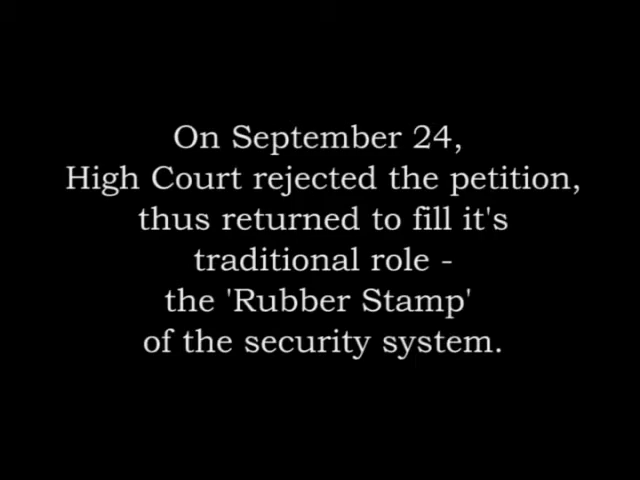 On September 24,
High Court rejected the petition,
thus returned to fill it's
traditional role -
the 'Rubber Stamp'
of the security system.